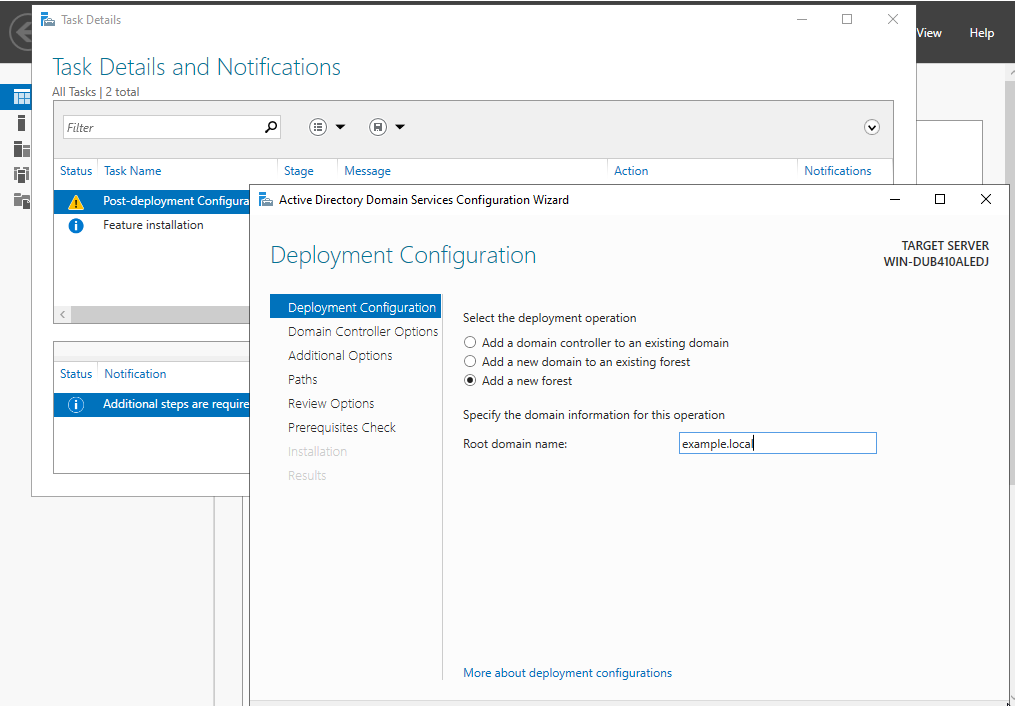 Task Details
View Help
Task Details and Notifications
All Tasks | 2 total
Filter
Status Task Name Stage Message Action Notifications
Post-deployment Configura
Feature installation
Status Notification
Additional steps are require
Active Directory Domain Services Configuration Wizard
Deployment Configuration
TARGET SERVER
WIN-DUB410ALEDJ
Deployment Configuration
Domain Controller Options
Additional Options
Paths
Review Options
Prerequisites Check
Installation
Results
Select the deployment operation
Add a domain controller to an existing domain
Add a new domain to an existing forest
Add a new forest
Specify the domain information for this operation
Root domain name: example.local
More about deployment configurations